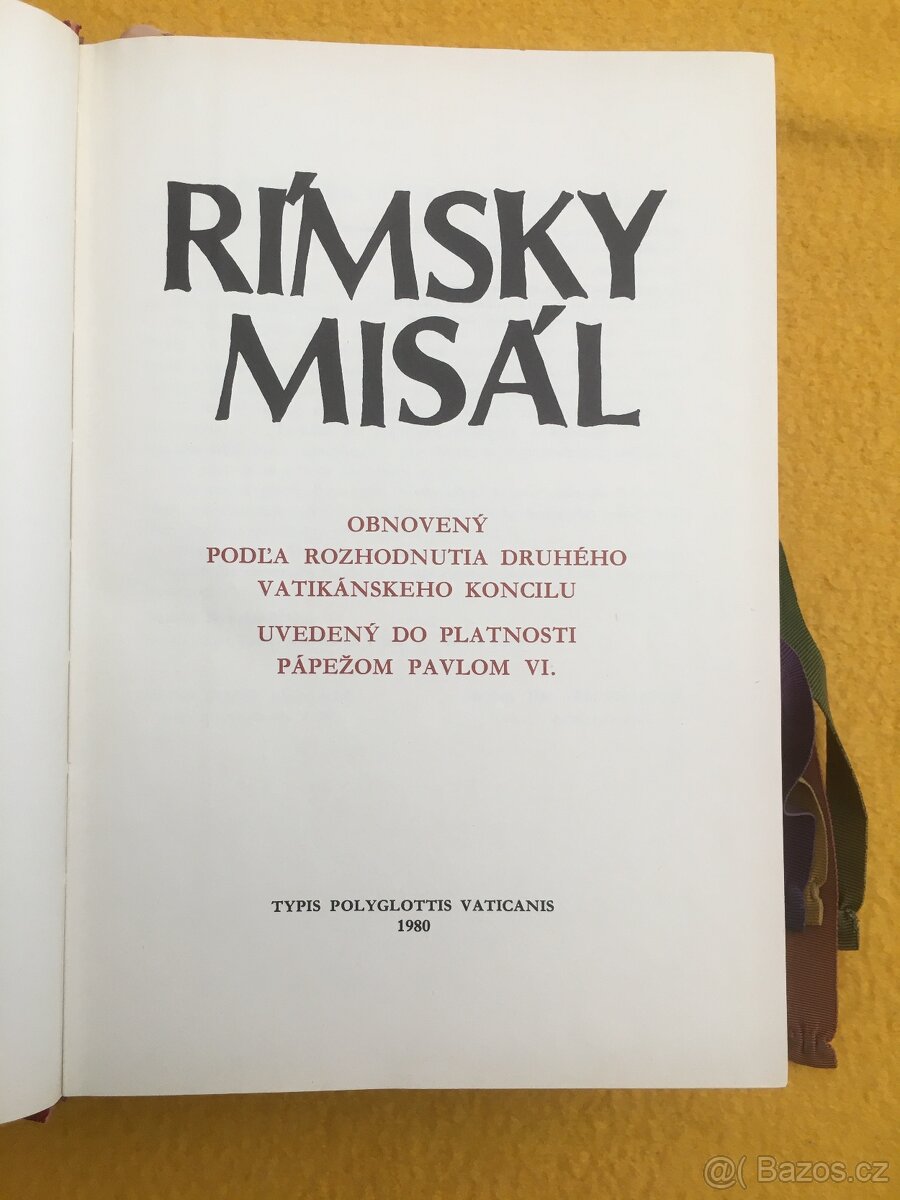 RÍMSKY
MISÁL
OBNOVENÝ
PODĽA ROZHODNUTIA DRUHÉHO
VATIKÁNSKEHO KONCILU
UVEDENÝ DO PLATNOSTI
PÁPEŽOM PAVLOM VI.
TYPIS POLYGLOTTIS VATICANIS
1980
@( Bazos.cz